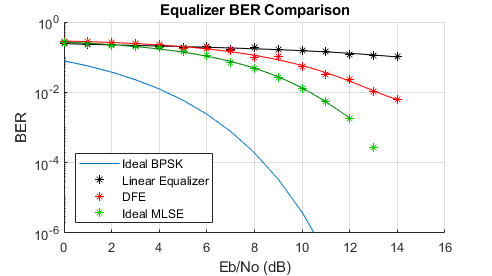 Equalizer BER Comparison
10^0
10^-2
10^-4
10^-6
BER
Ideal BPSK
Linear Equalizer
DFE
Ideal MLSE
0 2 4 6 8 10 12 14 16
Eb/No (dB)